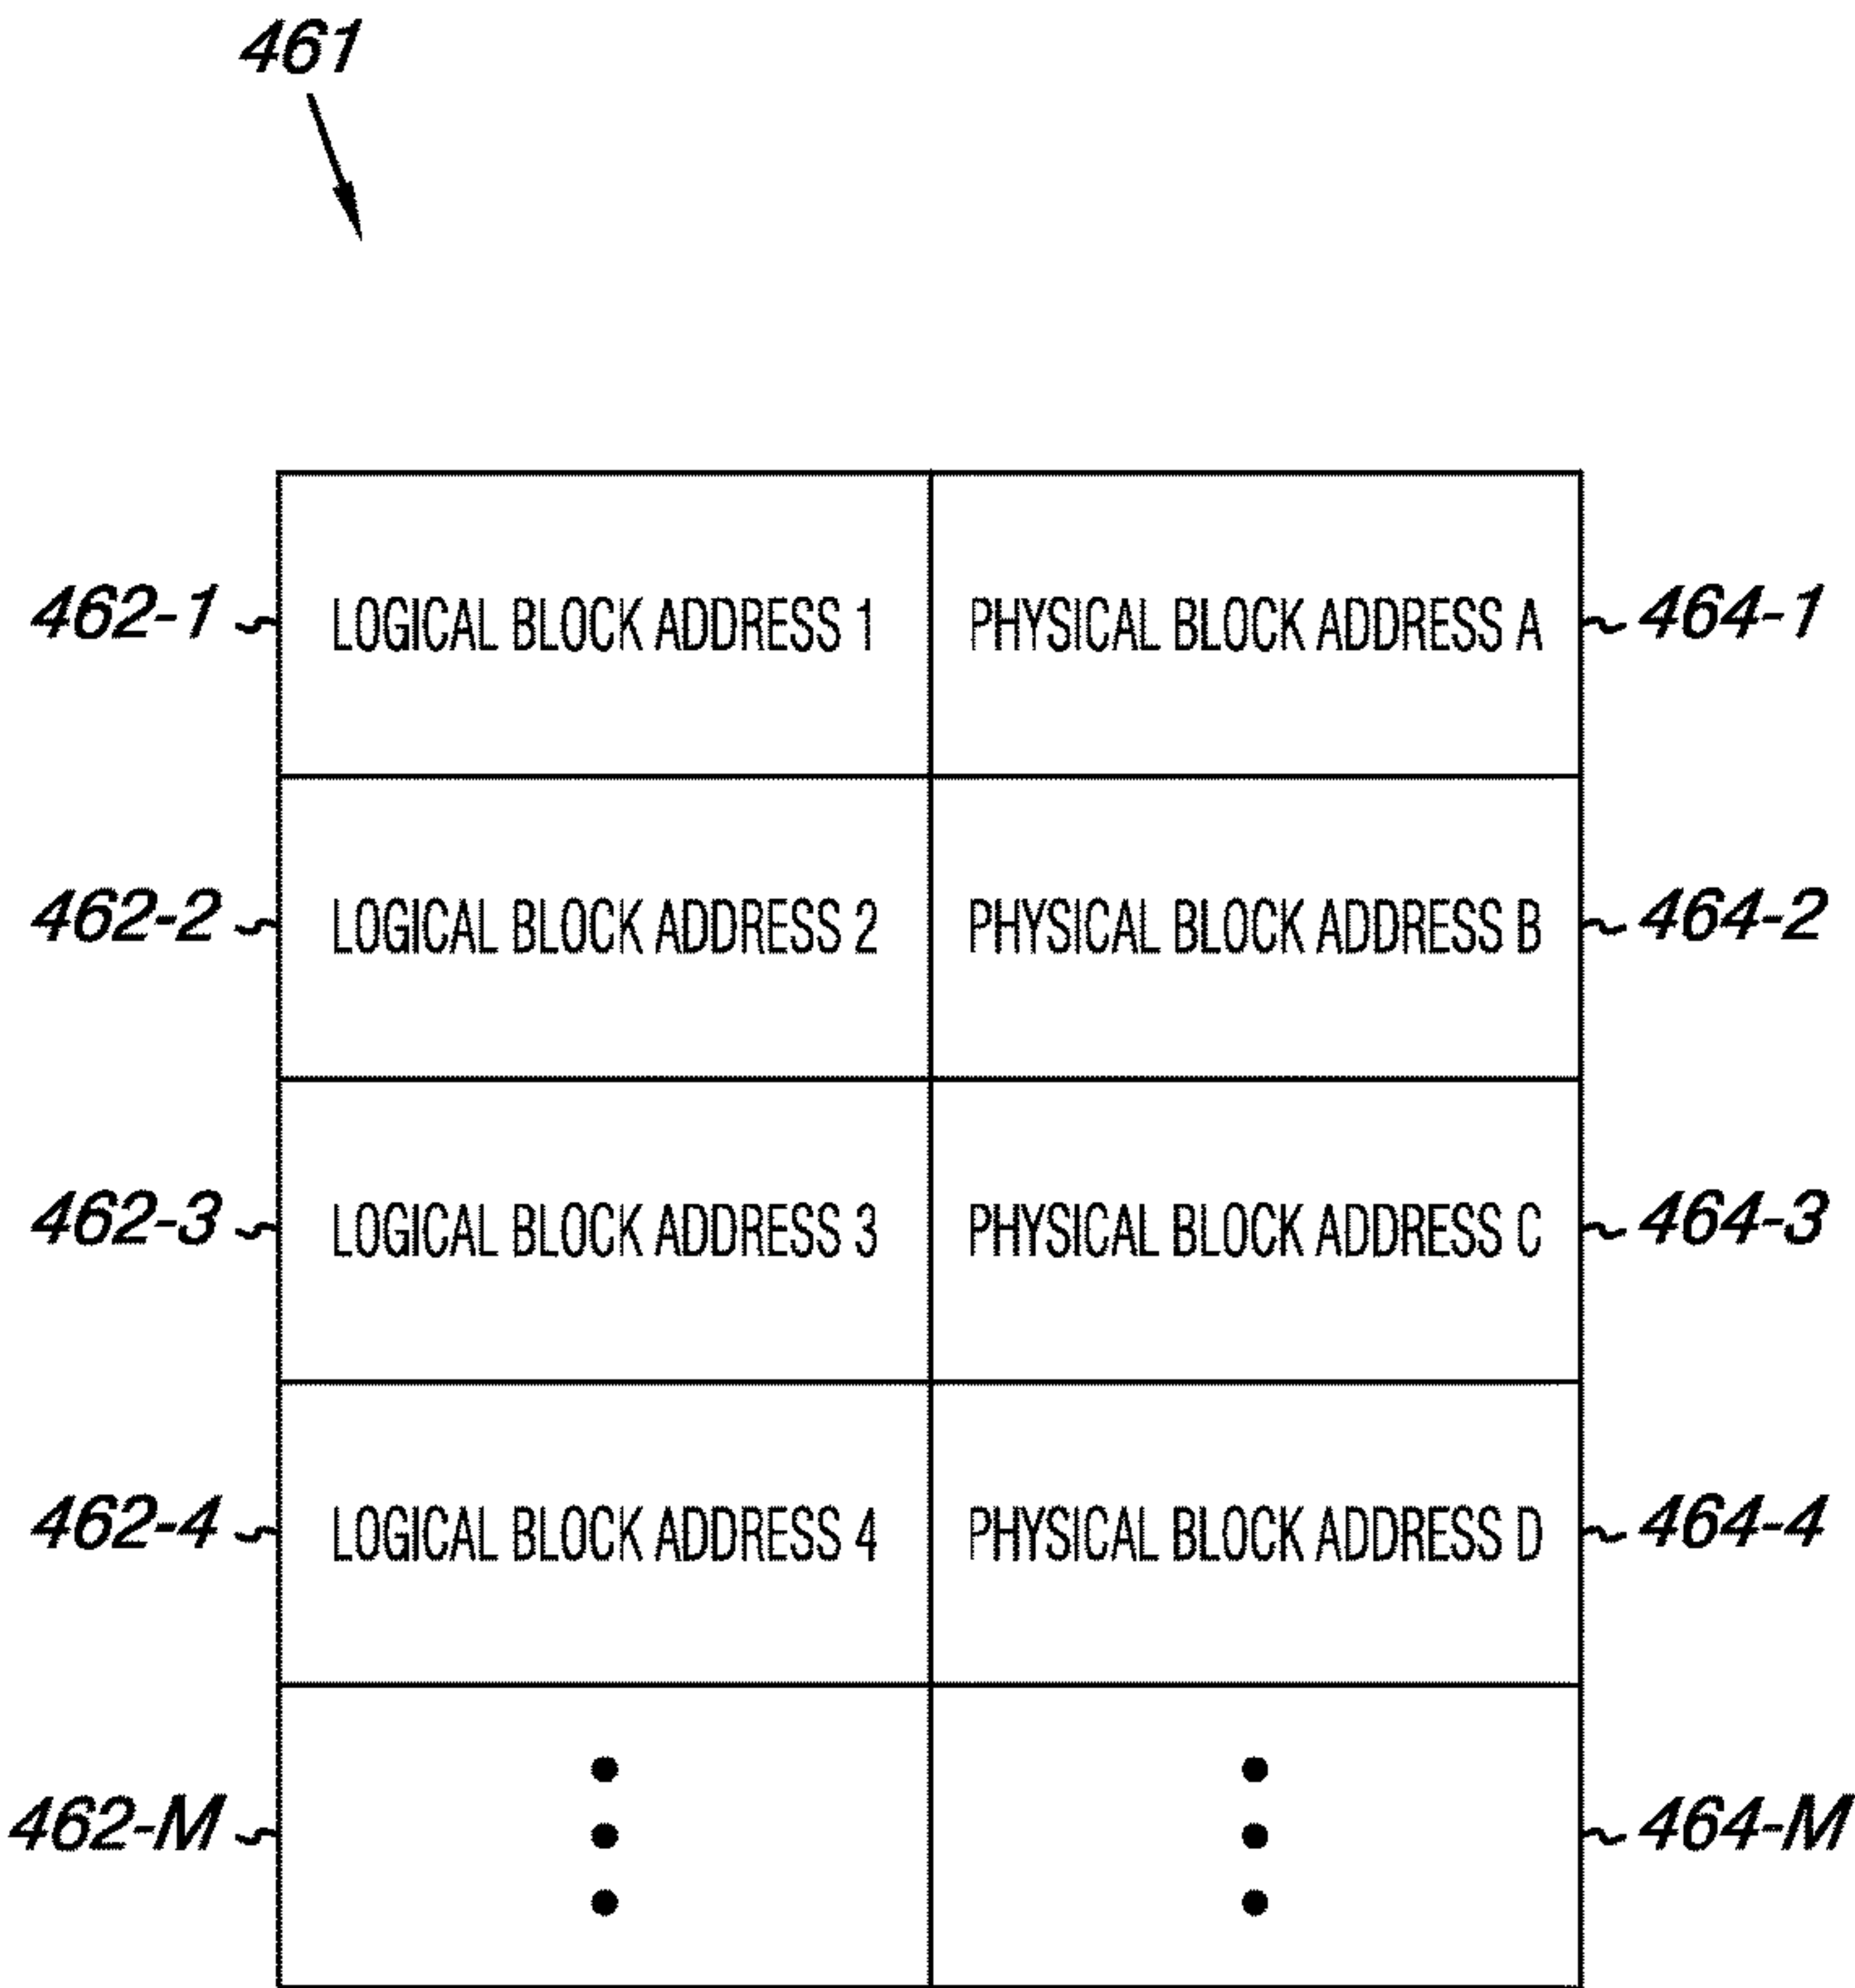 461
462-1 LOGICAL BLOCK ADDRESS 1 PHYSICAL BLOCK ADDRESS A 464-1
462-2 LOGICAL BLOCK ADDRESS 2 PHYSICAL BLOCK ADDRESS B 464-2
462-3 LOGICAL BLOCK ADDRESS 3 PHYSICAL BLOCK ADDRESS C 464-3
462-4 LOGICAL BLOCK ADDRESS 4 PHYSICAL BLOCK ADDRESS D 464-4
462-M 464-M